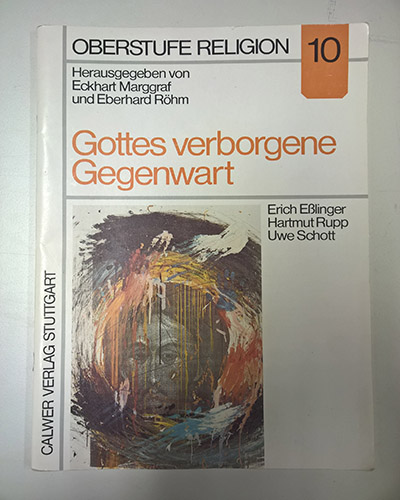 OBERSTUFE RELIGION
10
Herausgegeben von
Eckhart Marggraf
und Eberhard Röhm
Gottes verborgene
Gegenwart
Erich Eßlinger
Hartmut Rupp
Uwe Schott
CALWER VERLAG STUTTGART